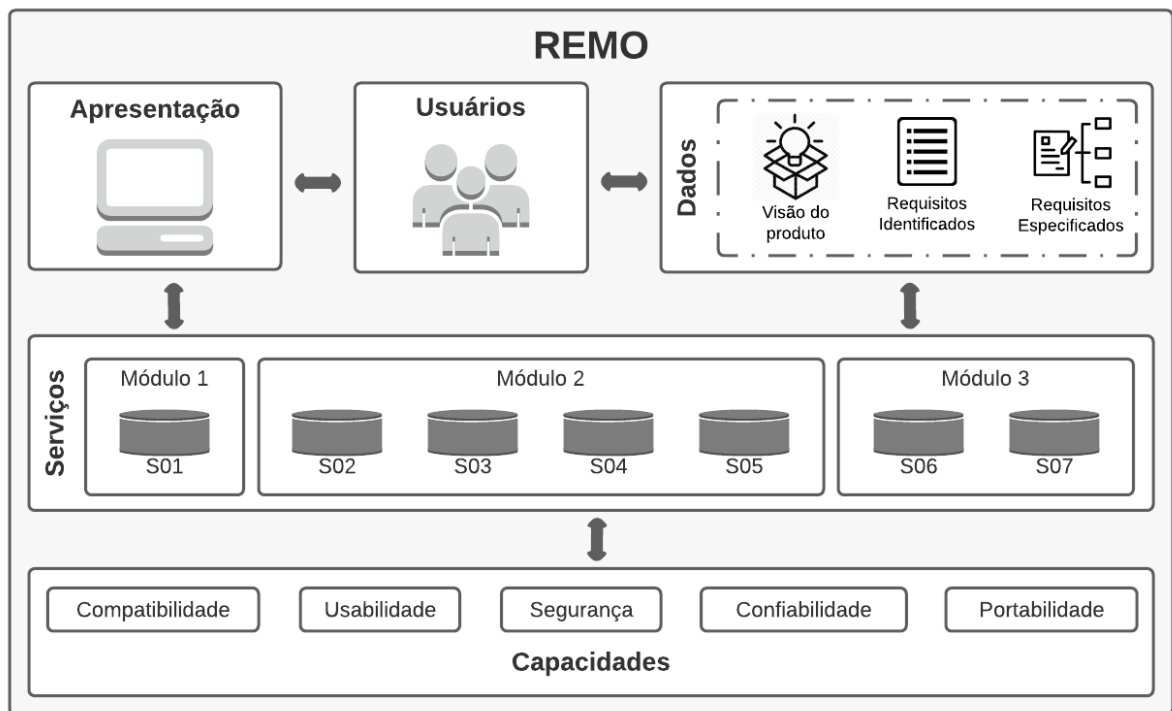 REMO
Apresentação
Usuários
Dados
Visão do
produto
Requisitos
Identificados
Requisitos
Especificados
Serviços
Módulo 1
S01
Módulo 2
S02
S03
S04
S05
Módulo 3
S06
S07
Compatibilidade
Usabilidade
Segurança
Confiabilidade
Portabilidade
Capacidades